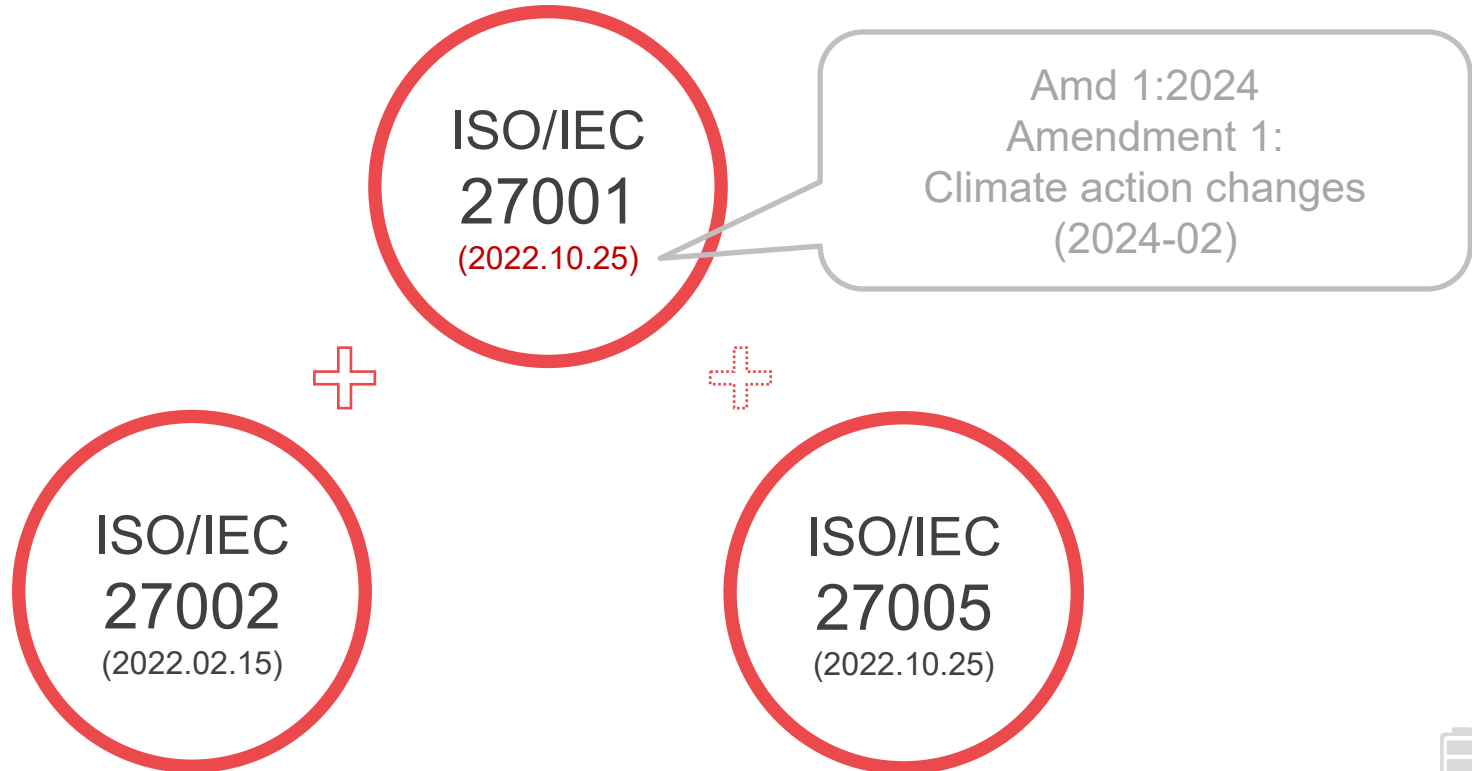 ISO/IEC
27001
(2022.10.25)
Amd 1:2024
Amendment 1:
Climate action changes
(2024-02)
ISO/IEC
27002
(2022.02.15)
ISO/IEC
27005
(2022.10.25)